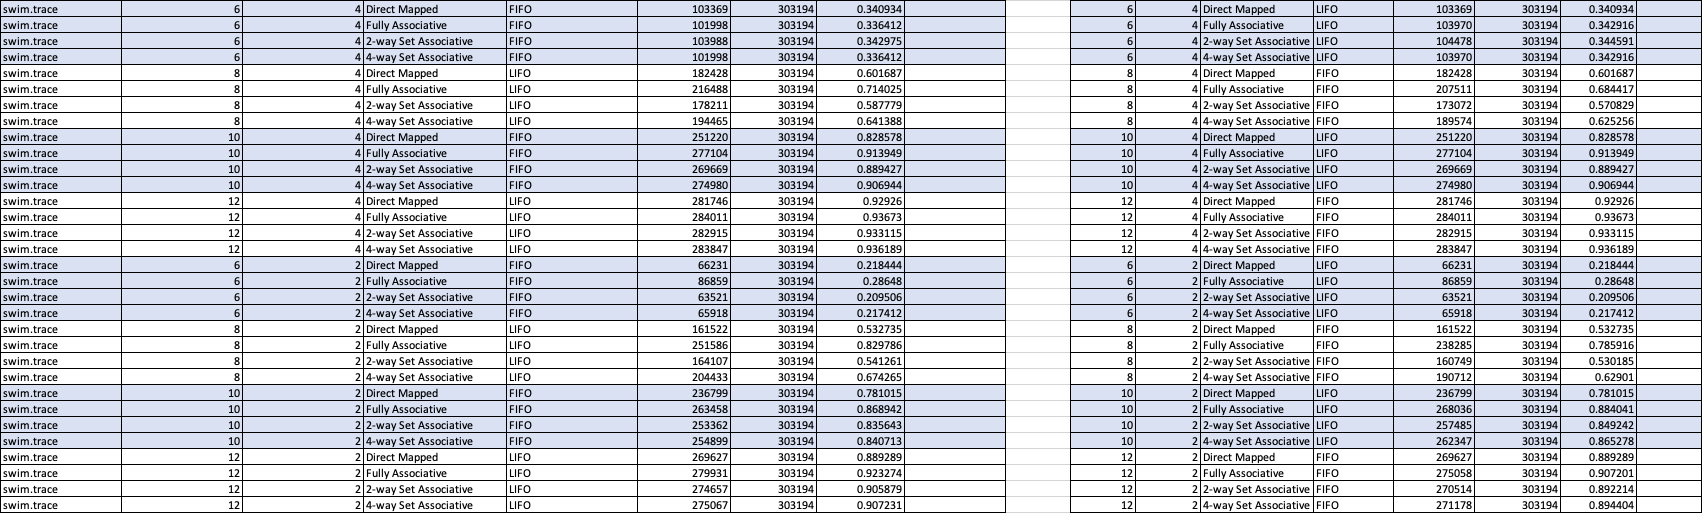 swim.trace 6 4 Direct Mapped FIFO 103369 303194 0.340934 6 4 Direct Mapped LIFO 103369 303194 0.340934
swim.trace 6 4 Fully Associative FIFO 101998 303194 0.336412 6 4 Fully Associative LIFO 103970 303194 0.342916
swim.trace 6 4 2-way Set Associative FIFO 103988 303194 0.342975 6 4 2-way Set Associative LIFO 104478 303194 0.344591
swim.trace 6 4 4-way Set Associative FIFO 101998 303194 0.336412 6 4 4-way Set Associative LIFO 103970 303194 0.342916
swim.trace 8 4 Direct Mapped LIFO 182428 303194 0.601687 8 4 Direct Mapped FIFO 182428 303194 0.601687
swim.trace 8 4 Fully Associative LIFO 216488 303194 0.714025 8 4 Fully Associative FIFO 207511 303194 0.684417
swim.trace 8 4 2-way Set Associative LIFO 178211 303194 0.587779 8 4 2-way Set Associative FIFO 173072 303194 0.570829
swim.trace 8 4 4-way Set Associative LIFO 194465 303194 0.641388 8 4 4-way Set Associative FIFO 189574 303194 0.625256
swim.trace 10 4 Direct Mapped FIFO 251220 303194 0.828578 10 4 Direct Mapped LIFO 251220 303194 0.828578
swim.trace 10 4 Fully Associative FIFO 277104 303194 0.913949 10 4 Fully Associative LIFO 277104 303194 0.913949
swim.trace 10 4 2-way Set Associative FIFO 269669 303194 0.889427 10 4 2-way Set Associative LIFO 269669 303194 0.889427
swim.trace 10 4 4-way Set Associative FIFO 274980 303194 0.906944 10 4 4-way Set Associative LIFO 274980 303194 0.906944
swim.trace 12 4 Direct Mapped LIFO 281746 303194 0.92926 12 4 Direct Mapped FIFO 281746 303194 0.92926
swim.trace 12 4 Fully Associative LIFO 284011 303194 0.93673 12 4 Fully Associative FIFO 284011 303194 0.93673
swim.trace 12 4 2-way Set Associative LIFO 282915 303194 0.933115 12 4 2-way Set Associative FIFO 282915 303194 0.933115
swim.trace 12 4 4-way Set Associative LIFO 283847 303194 0.936189 12 4 4-way Set Associative FIFO 283847 303194 0.936189
swim.trace 6 2 Direct Mapped FIFO 66231 303194 0.218444 6 2 Direct Mapped LIFO 66231 303194 0.218444
swim.trace 6 2 Fully Associative FIFO 86859 303194 0.28648 6 2 Fully Associative LIFO 86859 303194 0.28648
swim.trace 6 2 2-way Set Associative FIFO 63521 303194 0.209506 6 2 2-way Set Associative LIFO 63521 303194 0.209506
swim.trace 6 2 4-way Set Associative FIFO 65918 303194 0.217412 6 2 4-way Set Associative LIFO 65918 303194 0.217412
swim.trace 8 2 Direct Mapped LIFO 161522 303194 0.532735 8 2 Direct Mapped FIFO 161522 303194 0.532735
swim.trace 8 2 Fully Associative LIFO 251586 303194 0.829786 8 2 Fully Associative FIFO 238285 303194 0.785916
swim.trace 8 2 2-way Set Associative LIFO 164107 303194 0.541261 8 2 2-way Set Associative FIFO 160749 303194 0.530185
swim.trace 8 2 4-way Set Associative LIFO 204433 303194 0.674265 8 2 4-way Set Associative FIFO 190712 303194 0.62901
swim.trace 10 2 Direct Mapped FIFO 236799 303194 0.781015 10 2 Direct Mapped LIFO 236799 303194 0.781015
swim.trace 10 2 Fully Associative FIFO 263458 303194 0.868942 10 2 Fully Associative LIFO 268036 303194 0.884041
swim.trace 10 2 2-way Set Associative FIFO 253362 303194 0.835643 10 2 2-way Set Associative LIFO 257485 303194 0.849242
swim.trace 10 2 4-way Set Associative FIFO 254899 303194 0.840713 10 2 4-way Set Associative LIFO 262347 303194 0.865278
swim.trace 12 2 Direct Mapped LIFO 269627 303194 0.889289 12 2 Direct Mapped FIFO 269627 303194 0.889289
swim.trace 12 2 Fully Associative LIFO 279931 303194 0.923274 12 2 Fully Associative FIFO 275058 303194 0.907201
swim.trace 12 2 2-way Set Associative LIFO 274657 303194 0.905879 12 2 2-way Set Associative FIFO 270514 303194 0.892214
swim.trace 12 2 4-way Set Associative LIFO 275067 303194 0.907231 12 2 4-way Set Associative FIFO 271178 303194 0.894404